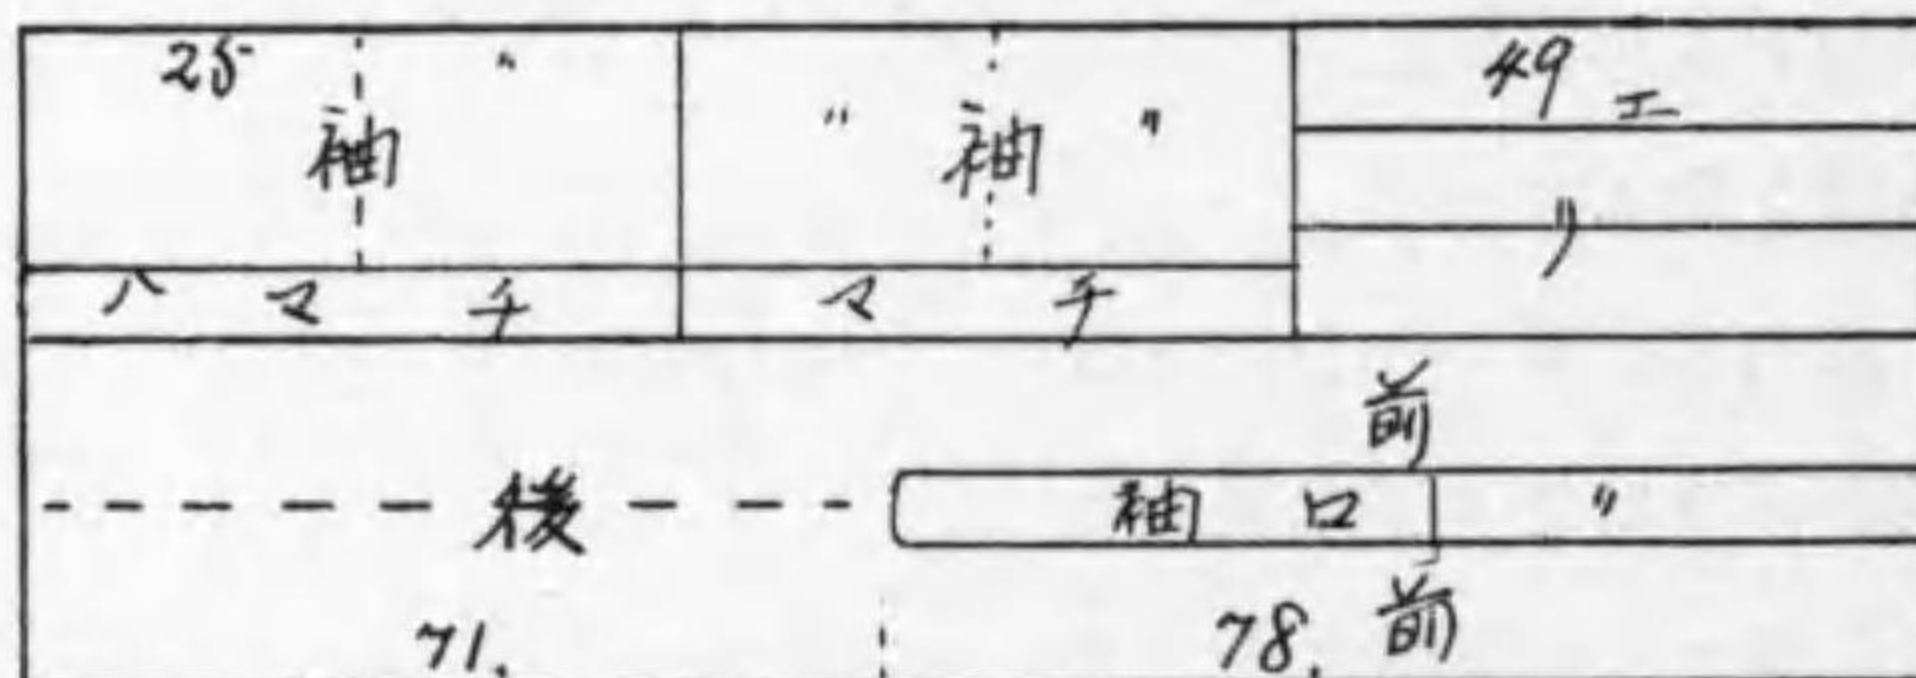 25 〃
袖
〃 袖 〃
49 エ
リ
ハ マ チ
マ チ
前
後
袖 口 〃
71.
78. 前